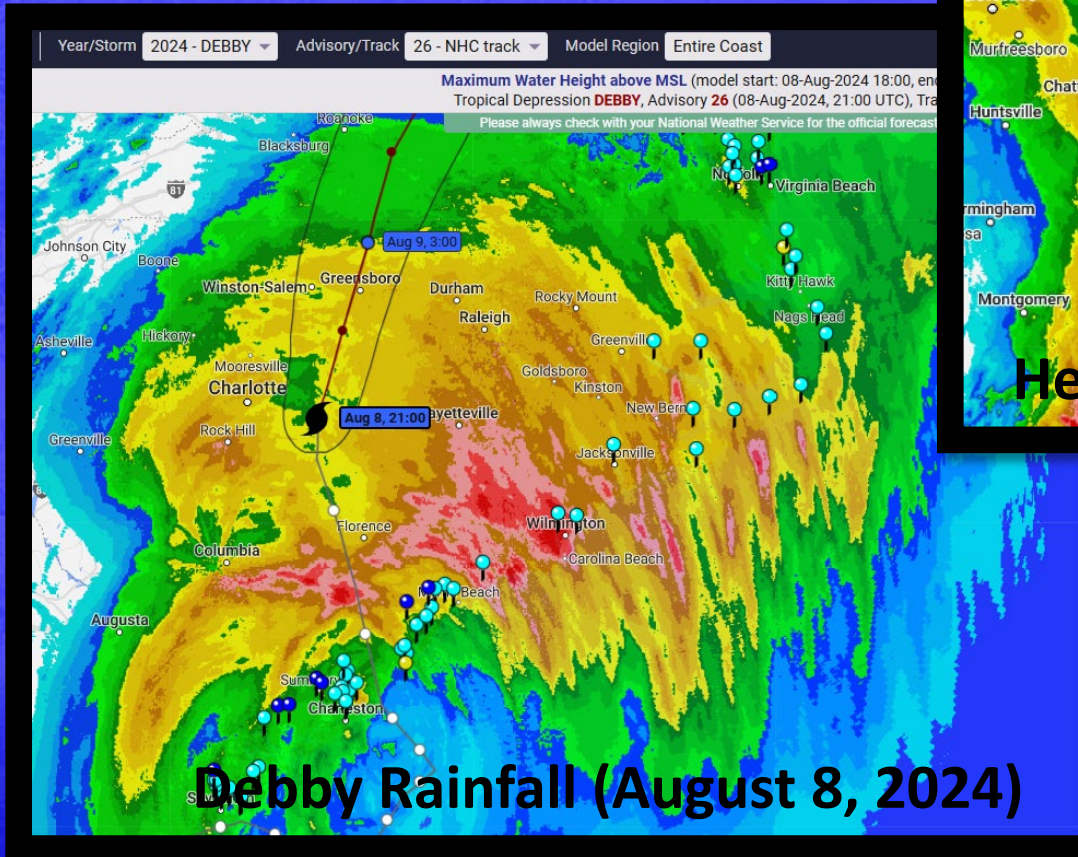 Year/Storm 2024 - DEBBY Advisory/Track 26 - NHC track Model Region Entire Coast
Maximum Water Height above MSL (model start: 08-Aug-2024 18:00,
Tropical Depression DEBBY, Advisory 26 (08-Aug-2024, 21:00 UTC),
Please always check with your National Weather Service for the official forecast
Roanoke
Blacksburg
81
Virginia Beach
Johnson City
Boone
Aug 9, 3:00
Winston-Salem
Greensboro
Durham
Rocky Mount
Kitty Hawk
Raleigh
Nags Head
Asheville
Hickory
Greenville
Mooresville
Charlotte
Goldsboro
Kinston
Aug 8, 21:00
New Bern
Greenville
Rock Hill
Jacksonville
Florence
Wilmington
Columbia
Carolina Beach
Beach
Augusta
Charleston
Debby Rainfall (August 8, 2024)
Murfreesboro
Huntsville
Montgomery